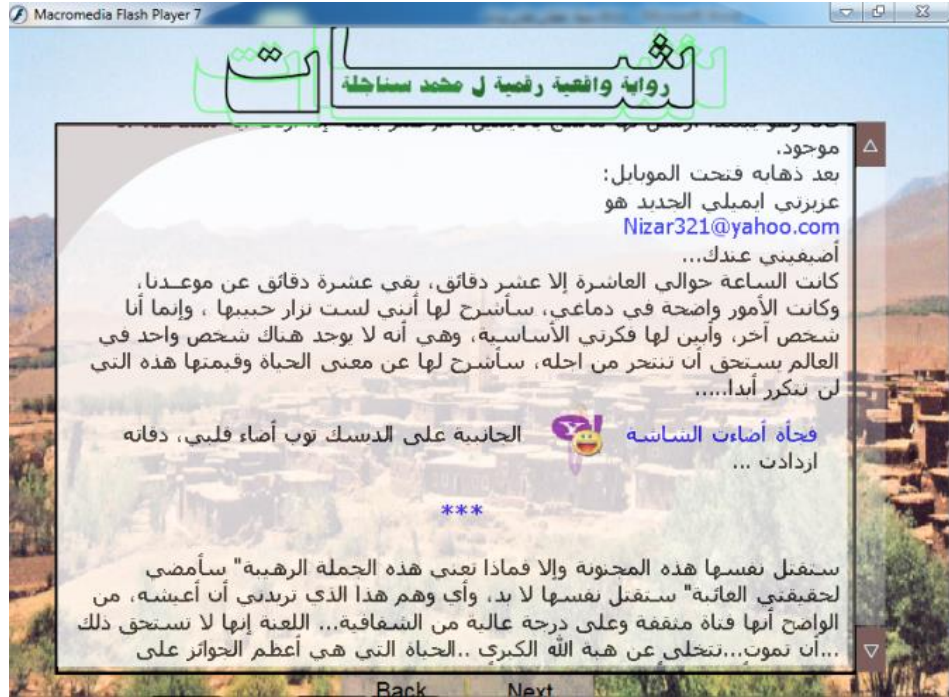 Macromedia Flash Player 7
شات
رواية واقعية رقمية ل محمد سناجلة
موجود.
بعد ذهابه فتحت الموبايل:
عزيزتي ايميلي الجديد هو
Nizar321@yahoo.com
أضيفيني عندك...
كانت الساعة حوالي العاشرة إلا عشر دقائق، بقي عشرة دقائق عن موعـدنا،
وكانت الأمور واضحة في دماغي، سأشرح لها أنني لست نزار حبيبها ، وإنما أنا
شخص آخر، وأبين لها فكرتي الأساسية، وهي أنه لا يوجد هناك شخص واحد في
العالم يستحق أن تنتحر من اجله، سأشرح لها عن معنى الحياة وقيمتها هذه التي
لن تتكرر أبدا.....
فجأة أضاءت الشاشة الجانبية على الدسك توب أضاء قلبي، دقاته
ازدادت ...
***
ستقتل نفسها هذه المجنونة وإلا فماذا تعني هذه الجملة الرهيبة" سأمضي
لحقيقتي الغائبة" ستقتل نفسها لا بد، وأي وهم هذا الذي تريدني أن أعيشه، من
الواضح أنها فتاة مثقفة وعلى درجة عالية من الشفافية... اللعنة إنها لا تستحق ذلك
...أن تموت...تتخلى عن هبة الله الكبرى ..الحياة التي هي أعظم الجوائز على
Back Next